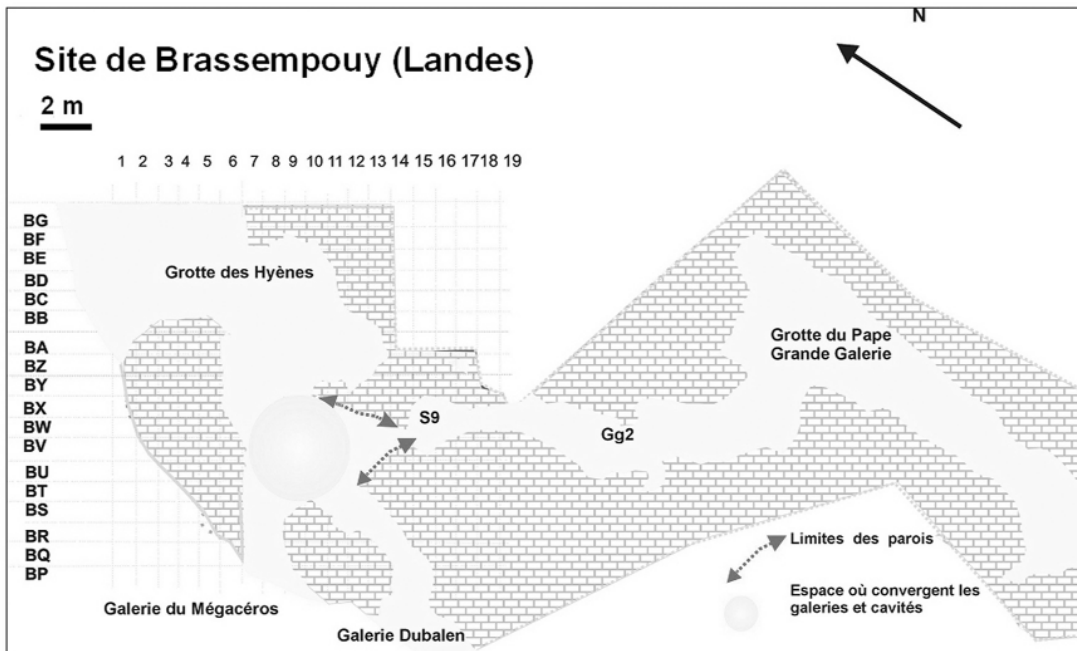 N
Site de Brassempouy (Landes)
2 m
1 2 3 4 5 6 7 8 9 10 11 12 13 14 15 16 17 18 19
BG
BF
BE
BD
BC
BB
BA
BZ
BY
BX
BW
BV
BU
BT
BS
BR
BQ
BP
Grotte des Hyènes
Grotte du Pape
Grande Galerie
S9
Gg2
Limites des parois
Espace où convergent les
galeries et cavités
Galerie du Mégacéros
Galerie Dubalen